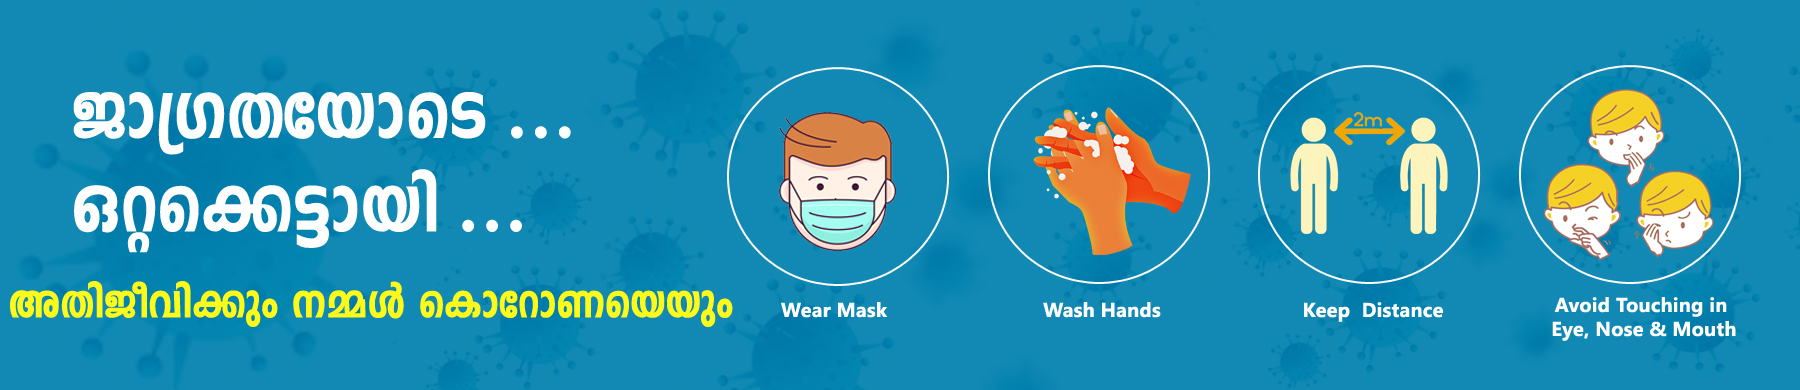 ജാഗ്രതയോടെ ...
ഒറ്റക്കെട്ടായി ...
അതിജീവിക്കും നമ്മൾ കൊറോണയെയും
Wear Mask
Wash Hands
2m
Keep  Distance
Avoid Touching in
Eye, Nose & Mouth